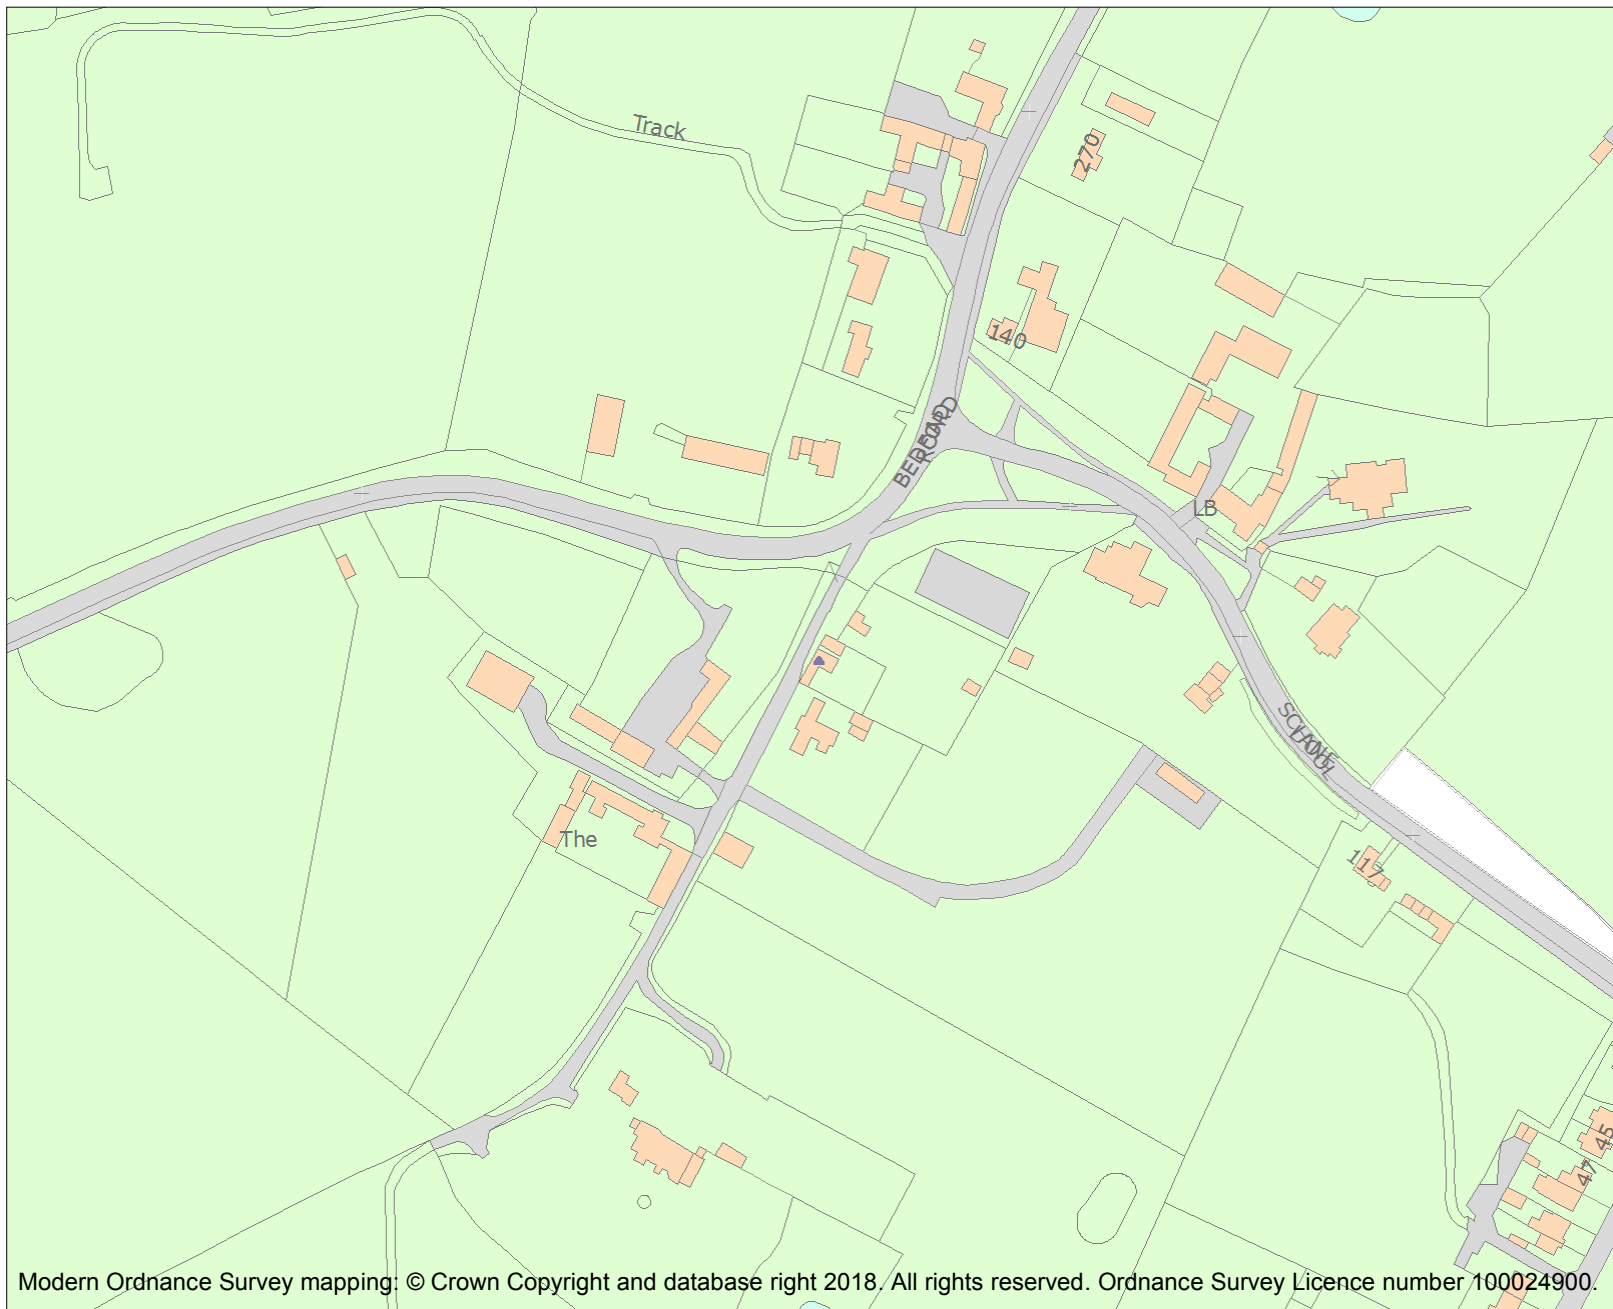 Track
270
140
BEDFORD
ROAD
LB
SCHOOL
LANE
The
117
45
47
Modern Ordnance Survey mapping: © Crown Copyright and database right 2018. All rights reserved. Ordnance Survey Licence number 100024900.